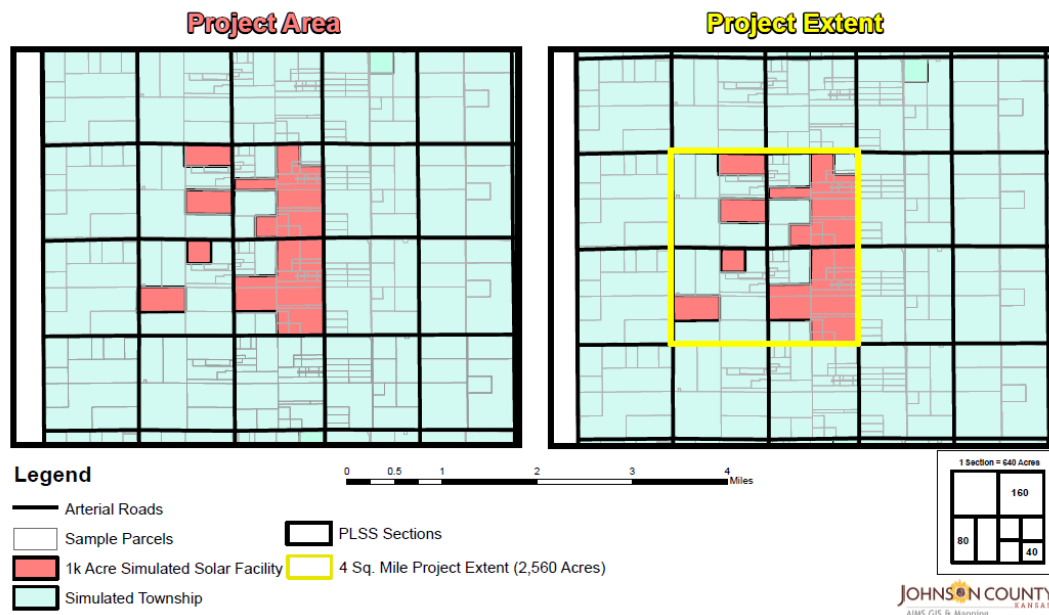 Project Area
Project Extent
Legend
Arterial Roads
Sample Parcels
1k Acre Simulated Solar Facility
Simulated Township
PLSS Sections
4 Sq. Mile Project Extent (2,560 Acres)
0 0.5 1 2 3 4
Miles
1 Section = 640 Acres
160
80
40
JOHNSON COUNTY
KANSAS
AIMS GIS & Mapping